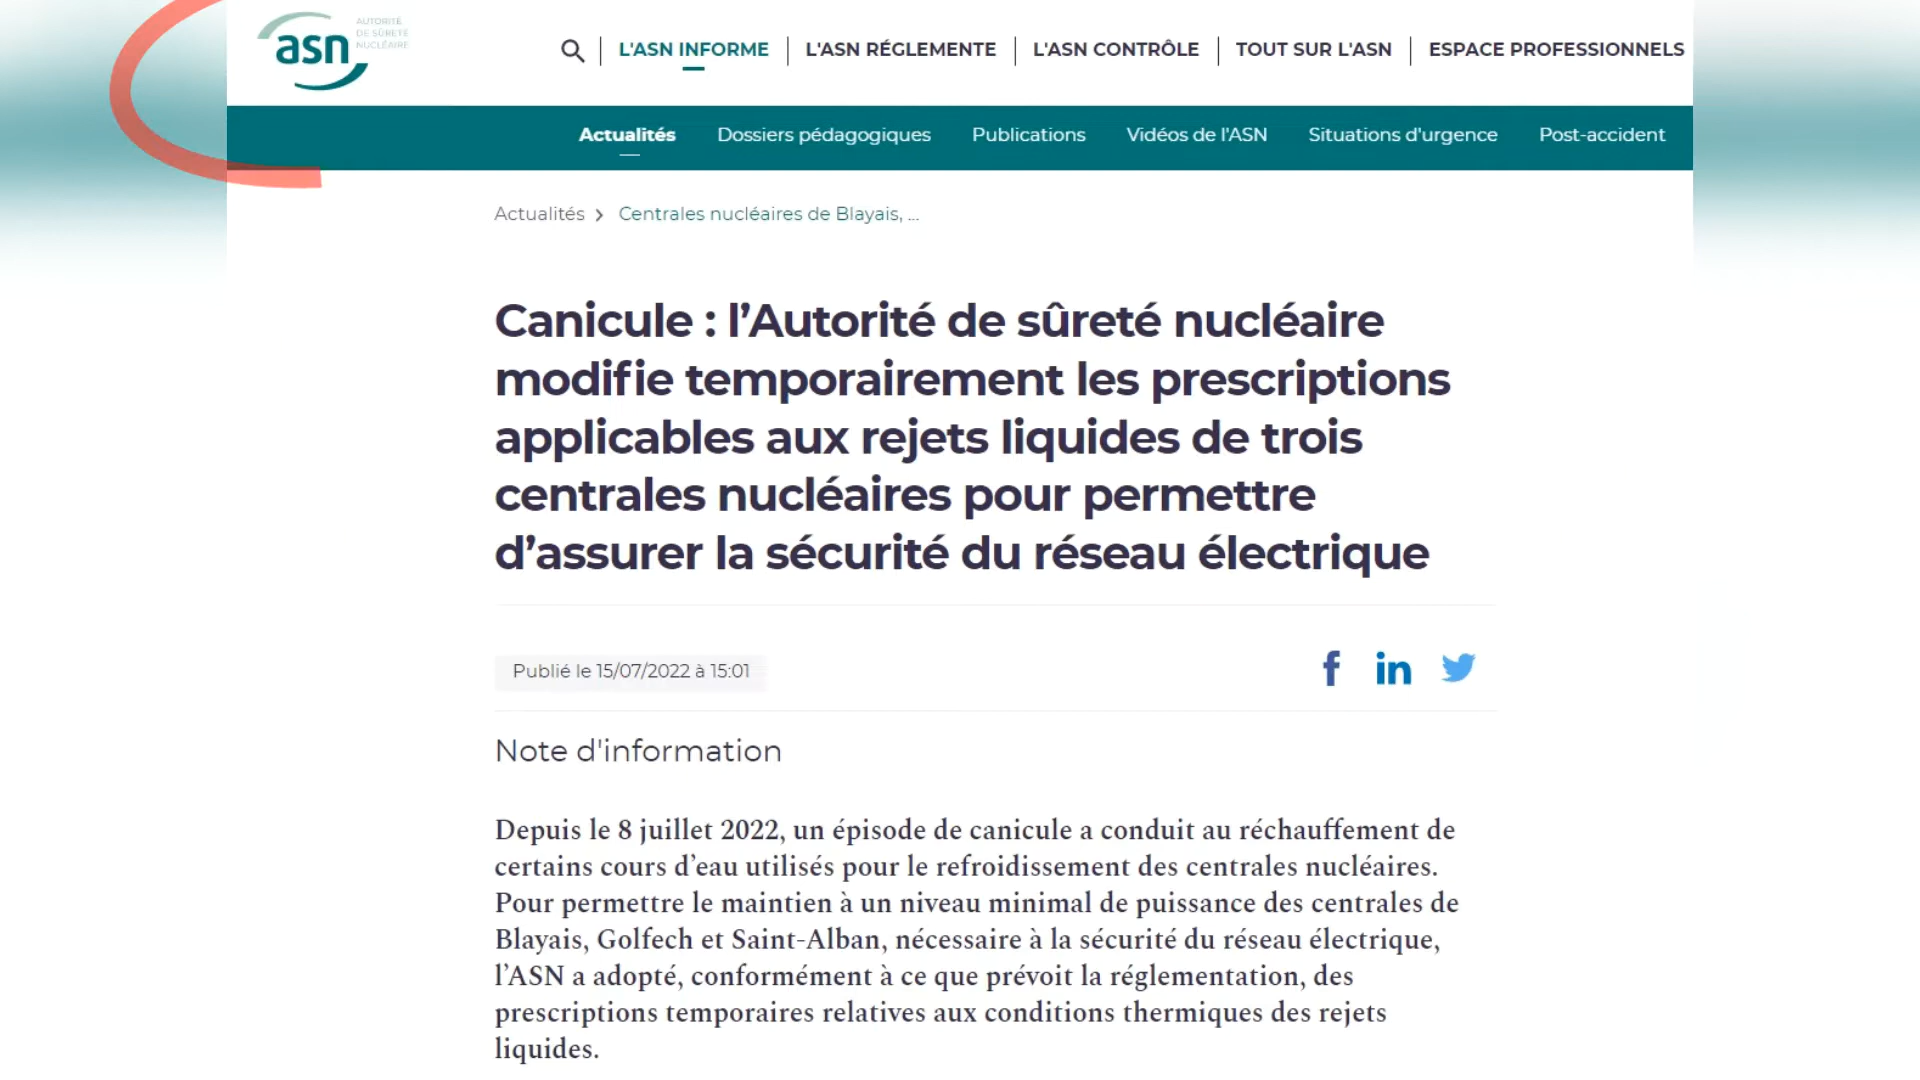 asn
AUTORITÉ
DE SÛRETÉ
NUCLÉAIRE
L'ASN INFORME
L'ASN RÉGLEMENTE
L'ASN CONTRÔLE
TOUT SUR L'ASN
ESPACE PROFESSIONNELS
Actualités
Dossiers pédagogiques
Publications
Vidéos de l'ASN
Situations d'urgence
Post-accident
Actualités > Centrales nucléaires de Blayais, ...
Canicule : l’Autorité de sûreté nucléaire
modifie temporairement les prescriptions
applicables aux rejets liquides de trois
centrales nucléaires pour permettre
d’assurer la sécurité du réseau électrique
Publié le 15/07/2022 à 15:01
Note d'information
Depuis le 8 juillet 2022, un épisode de canicule a conduit au réchauffement de
certains cours d’eau utilisés pour le refroidissement des centrales nucléaires.
Pour permettre le maintien à un niveau minimal de puissance des centrales de
Blayais, Golfech et Saint-Alban, nécessaire à la sécurité du réseau électrique,
l’ASN a adopté, conformément à ce que prévoit la réglementation, des
prescriptions temporaires relatives aux conditions thermiques des rejets
liquides.